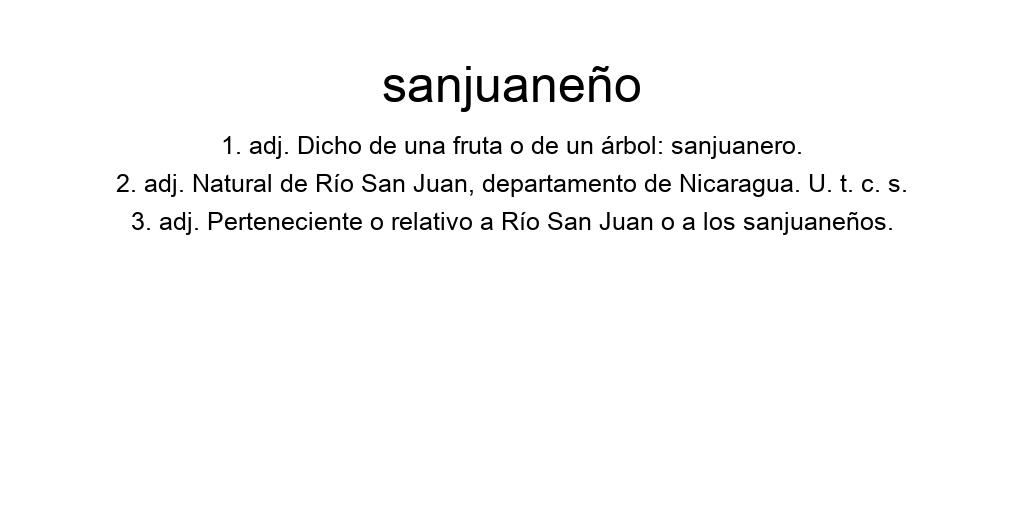 sanjuaneño
1. adj. Dicho de una fruta o de un árbol: sanjuanero.
2. adj. Natural de Río San Juan, departamento de Nicaragua. U. t. c. s.
3. adj. Perteneciente o relativo a Río San Juan o a los sanjuaneños.